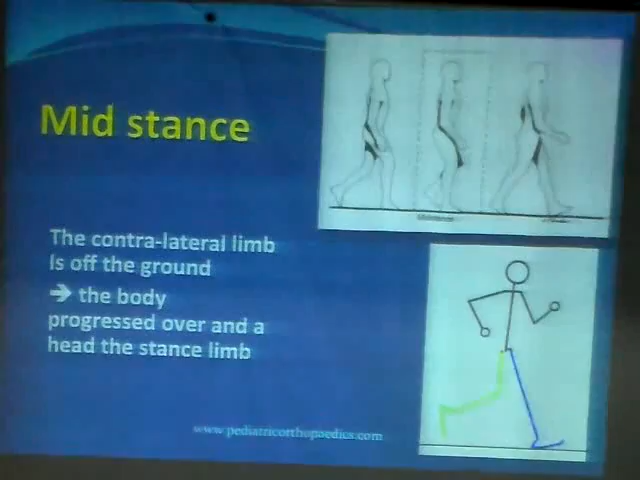 Mid stance
The contra-lateral limb
Is off the ground
➔ the body
progressed over and a
head the stance limb
www.pediatricorthopaedics.com